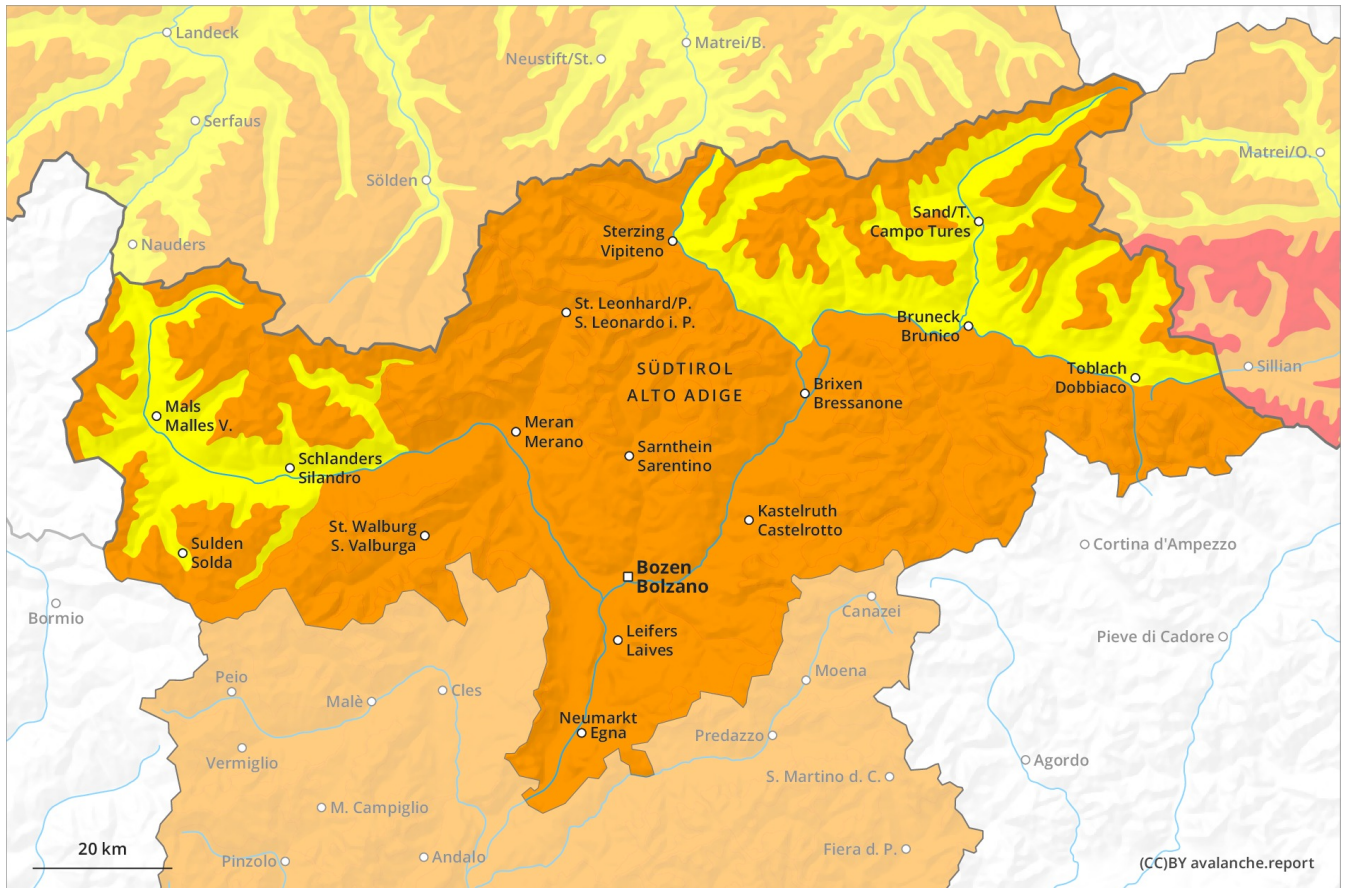 Landeck
Matrei/B.
Neustift/St.
Serfaus
Matrei/O.
Sölden
Sand/T.
Campo Tures
Sterzing
Vipiteno
Nauders
St. Leonhard/P.
S. Leonardo i. P.
Bruneck
Brunico
SÜDTIROL
ALTO ADIGE
Toblach
Dobbiaco
Sillian
Brixen
Bressanone
Mals
Malles V.
Meran
Merano
Sarnthein
Sarentino
Schlanders
Silandro
Kastelruth
Castelrotto
St. Walburg
S. Valburga
Sulden
Solda
Cortina d'Ampezzo
Bozen
Bolzano
Bormio
Canazei
Leifers
Laives
Pieve di Cadore
Peio
Moena
Malè
Cles
Neumarkt
Egna
Predazzo
Vermiglio
Agordo
S. Martino d. C.
M. Campiglio
20 km
Pinzolo
Andalo
Fiera d. P.
(CC)BY avalanche.report